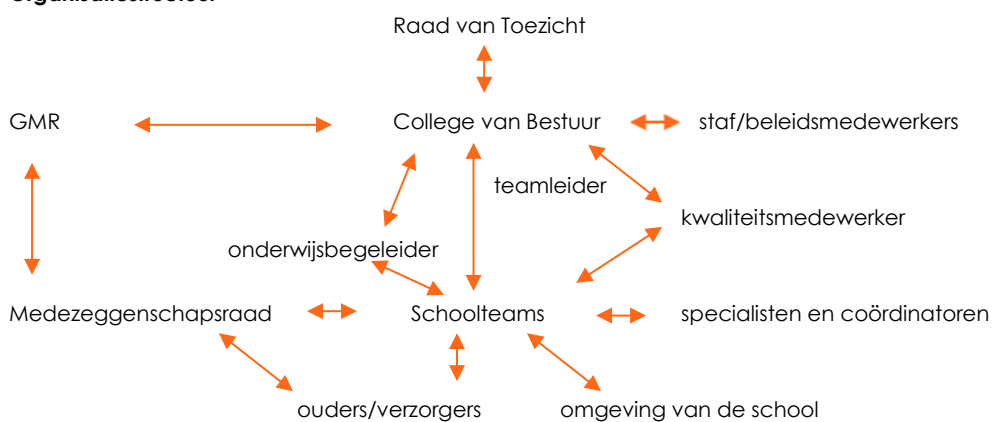 Raad van Toezicht
GMR
College van Bestuur
staf/beleidsmedewerkers
teamleider
kwaliteitsmedewerker
onderwijsbegeleider
Medezeggenschapsraad
Schoolteams
specialisten en coördinatoren
ouders/verzorgers
omgeving van de school